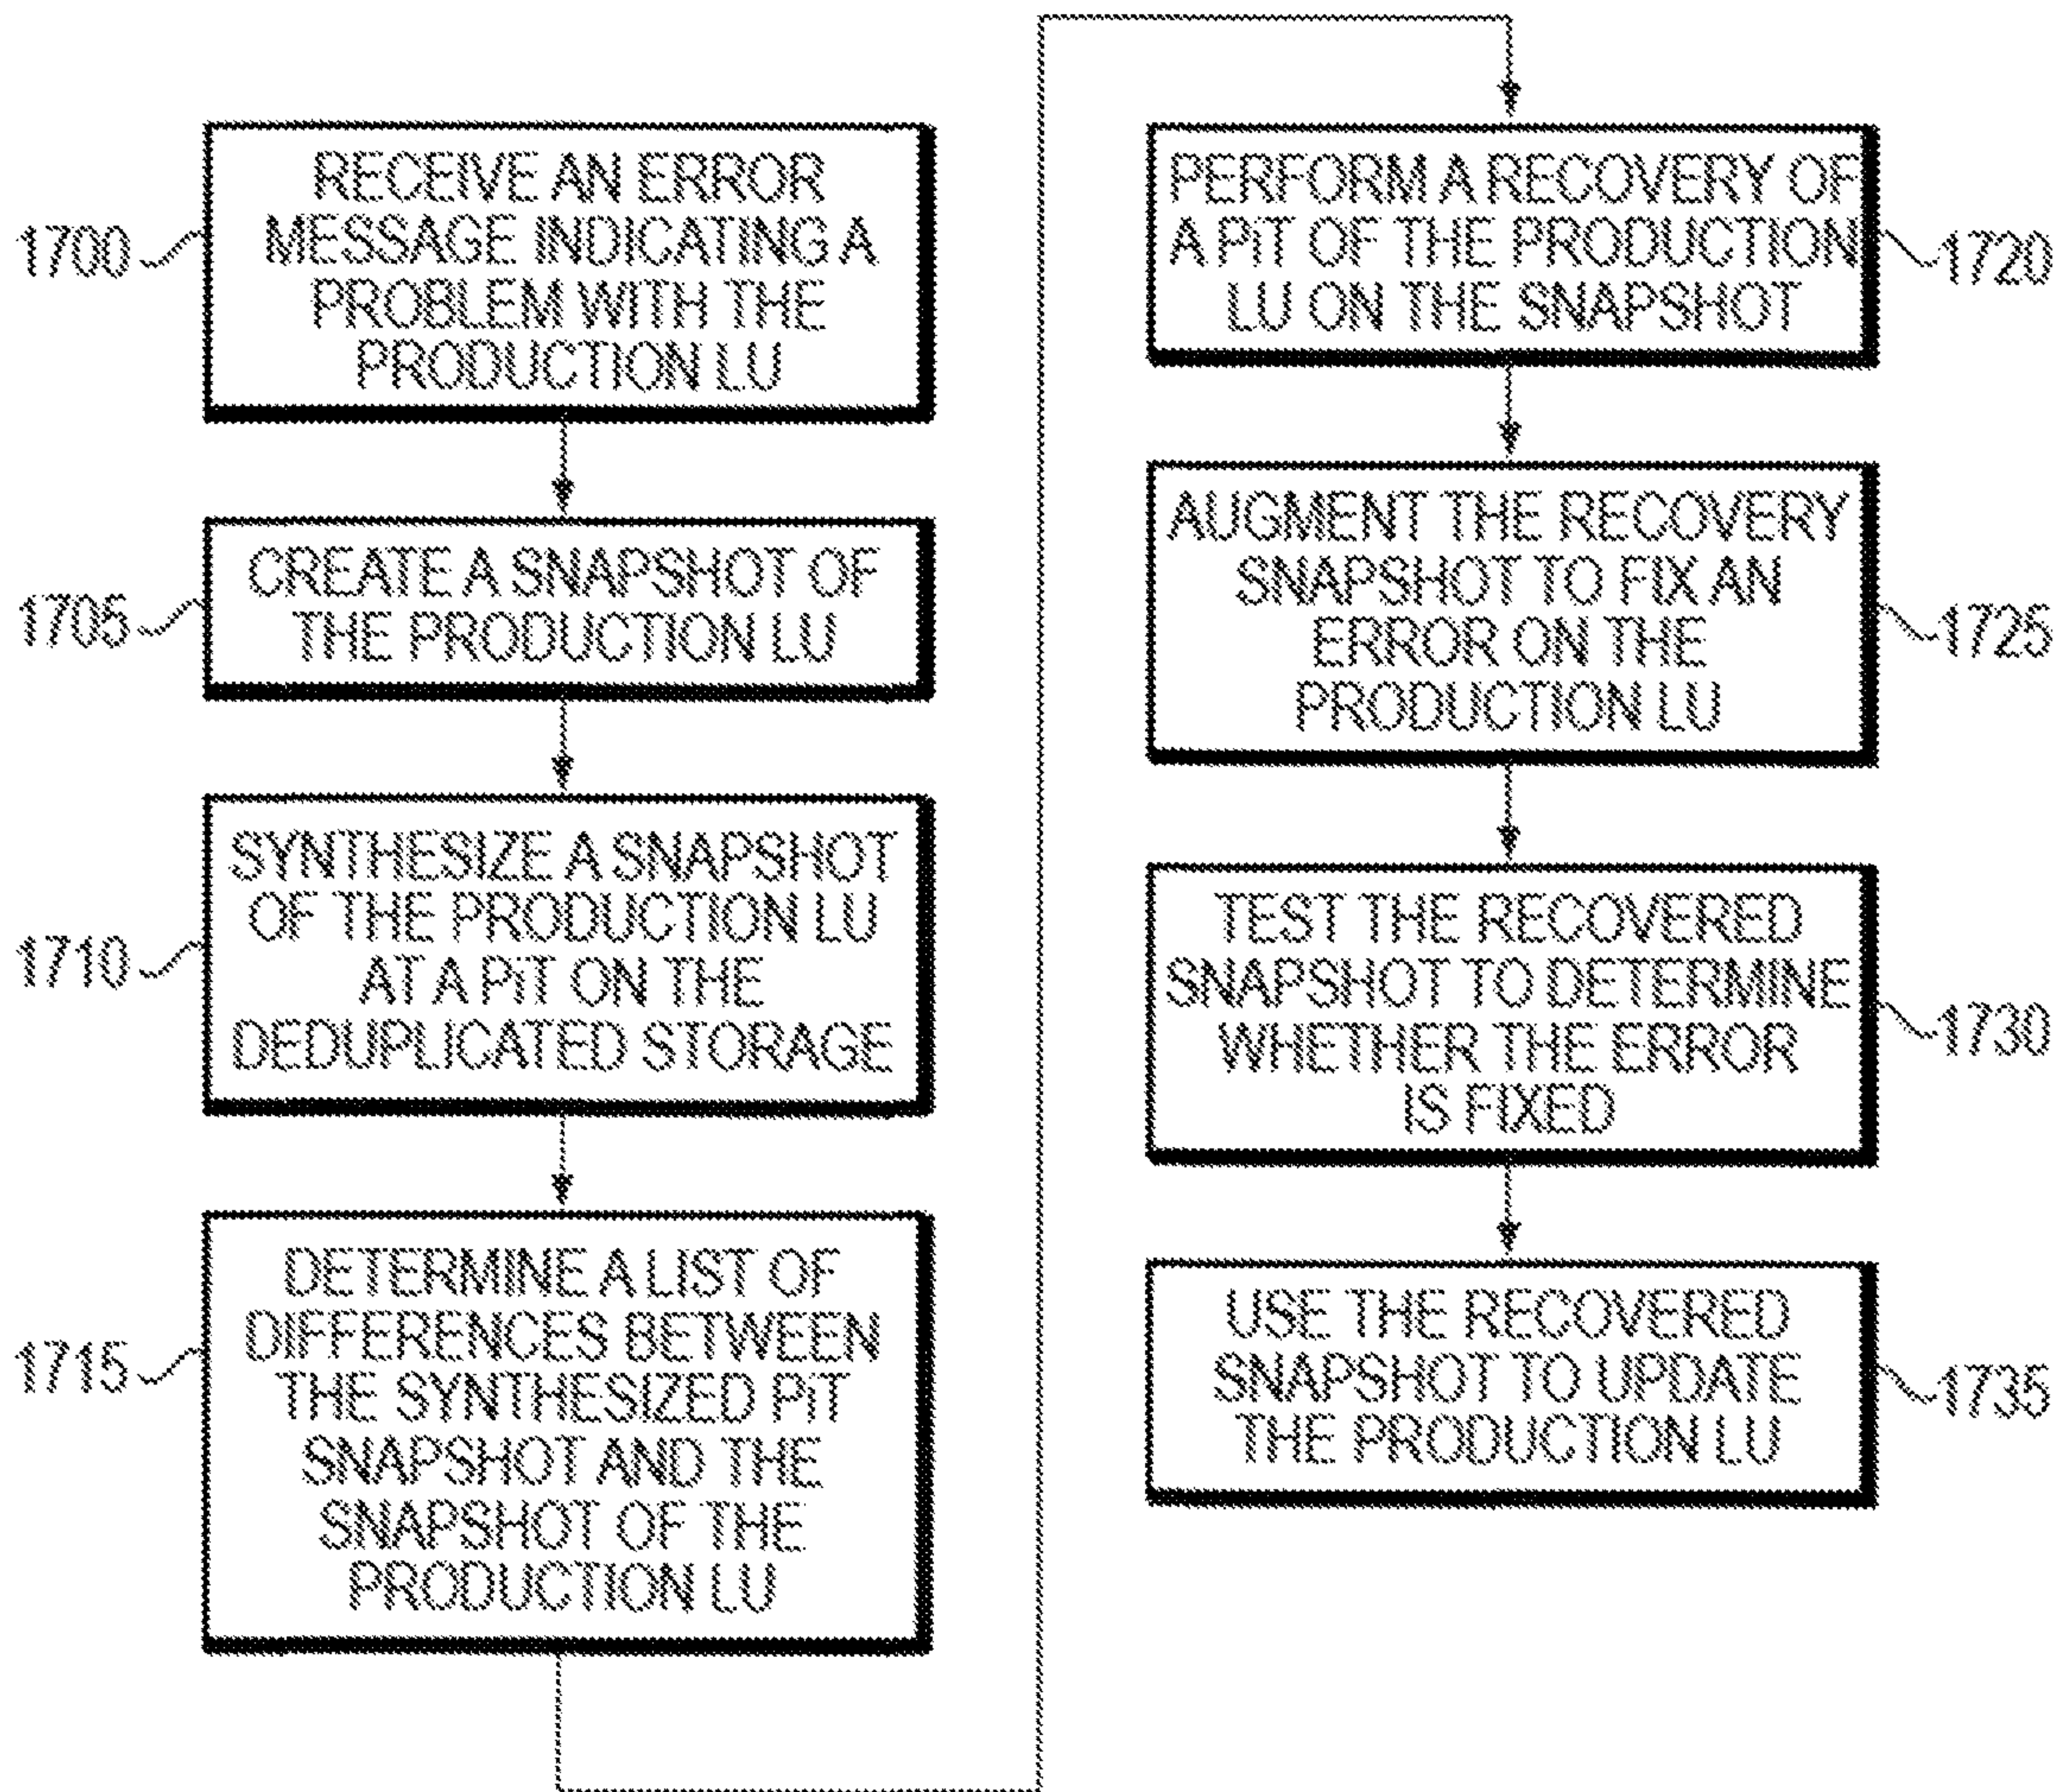 1700
RECEIVE AN ERROR
MESSAGE INDICATING A
PROBLEM WITH THE
PRODUCTION LU
1705
CREATE A SNAPSHOT OF
THE PRODUCTION LU
1710
SYNTHESIZE A SNAPSHOT
OF THE PRODUCTION LU
AT A PiT ON THE
DEDUPLICATED STORAGE
1715
DETERMINE A LIST OF
DIFFERENCES BETWEEN
THE SYNTHESIZED PiT
SNAPSHOT AND THE
SNAPSHOT OF THE
PRODUCTION LU
PERFORM A RECOVERY OF
A PiT OF THE PRODUCTION
LU ON THE SNAPSHOT
1720
AUGMENT THE RECOVERY
SNAPSHOT TO FIX AN
ERROR ON THE
PRODUCTION LU
1725
TEST THE RECOVERED
SNAPSHOT TO DETERMINE
WHETHER THE ERROR
IS FIXED
1730
USE THE RECOVERED
SNAPSHOT TO UPDATE
THE PRODUCTION LU
1735